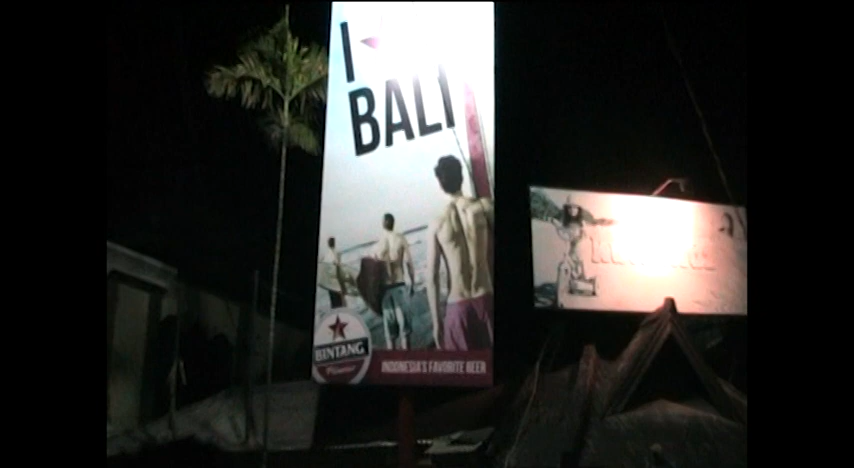 I
BALI
BINTANG
Pilsener
INDONESIA'S FAVORITE BEER